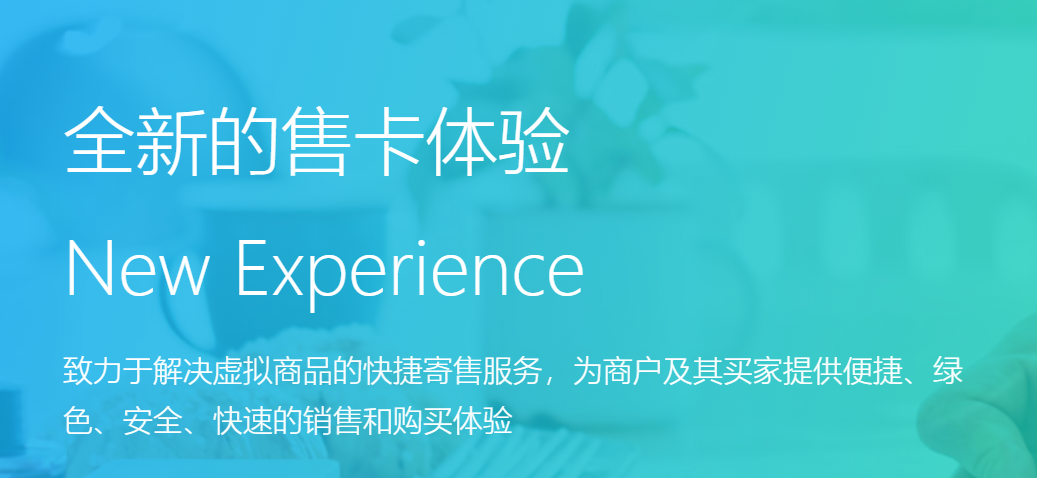 全新的售卡体验
New Experience
致力于解决虚拟商品的快捷寄售服务，为商户及其买家提供便捷、绿
色、安全、快速的销售和购买体验